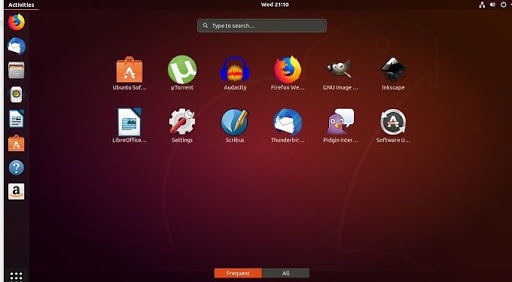 Activities
Wed 21:10
Type to search...
Ubuntu Sof...
µTorrent
Audacity
Firefox We...
GNU Image ...
Inkscape
LibreOffice...
Settings
Scribus
Thunderbir...
Pidgin Inter...
Software U...
Frequent
All